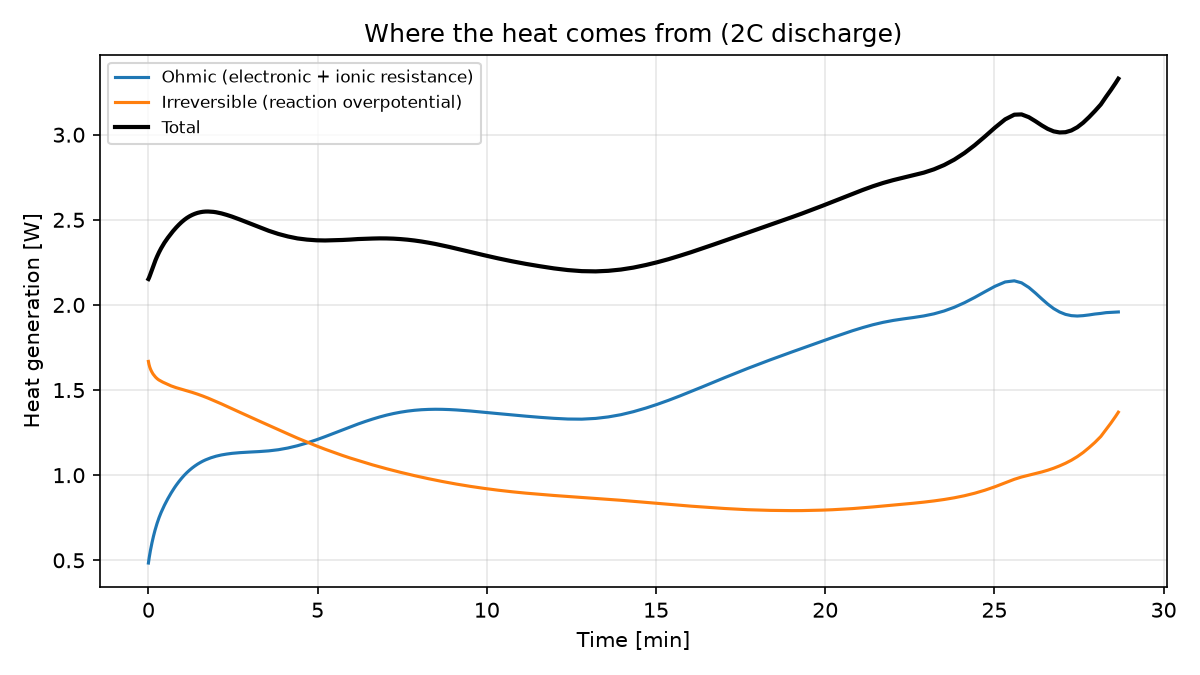 Where the heat comes from (2C discharge)
Ohmic (electronic + ionic resistance)
Irreversible (reaction overpotential)
Total
Heat generation [W]
3.0
2.5
2.0
1.5
1.0
0.5
0 5 10 15 20 25 30
Time [min]